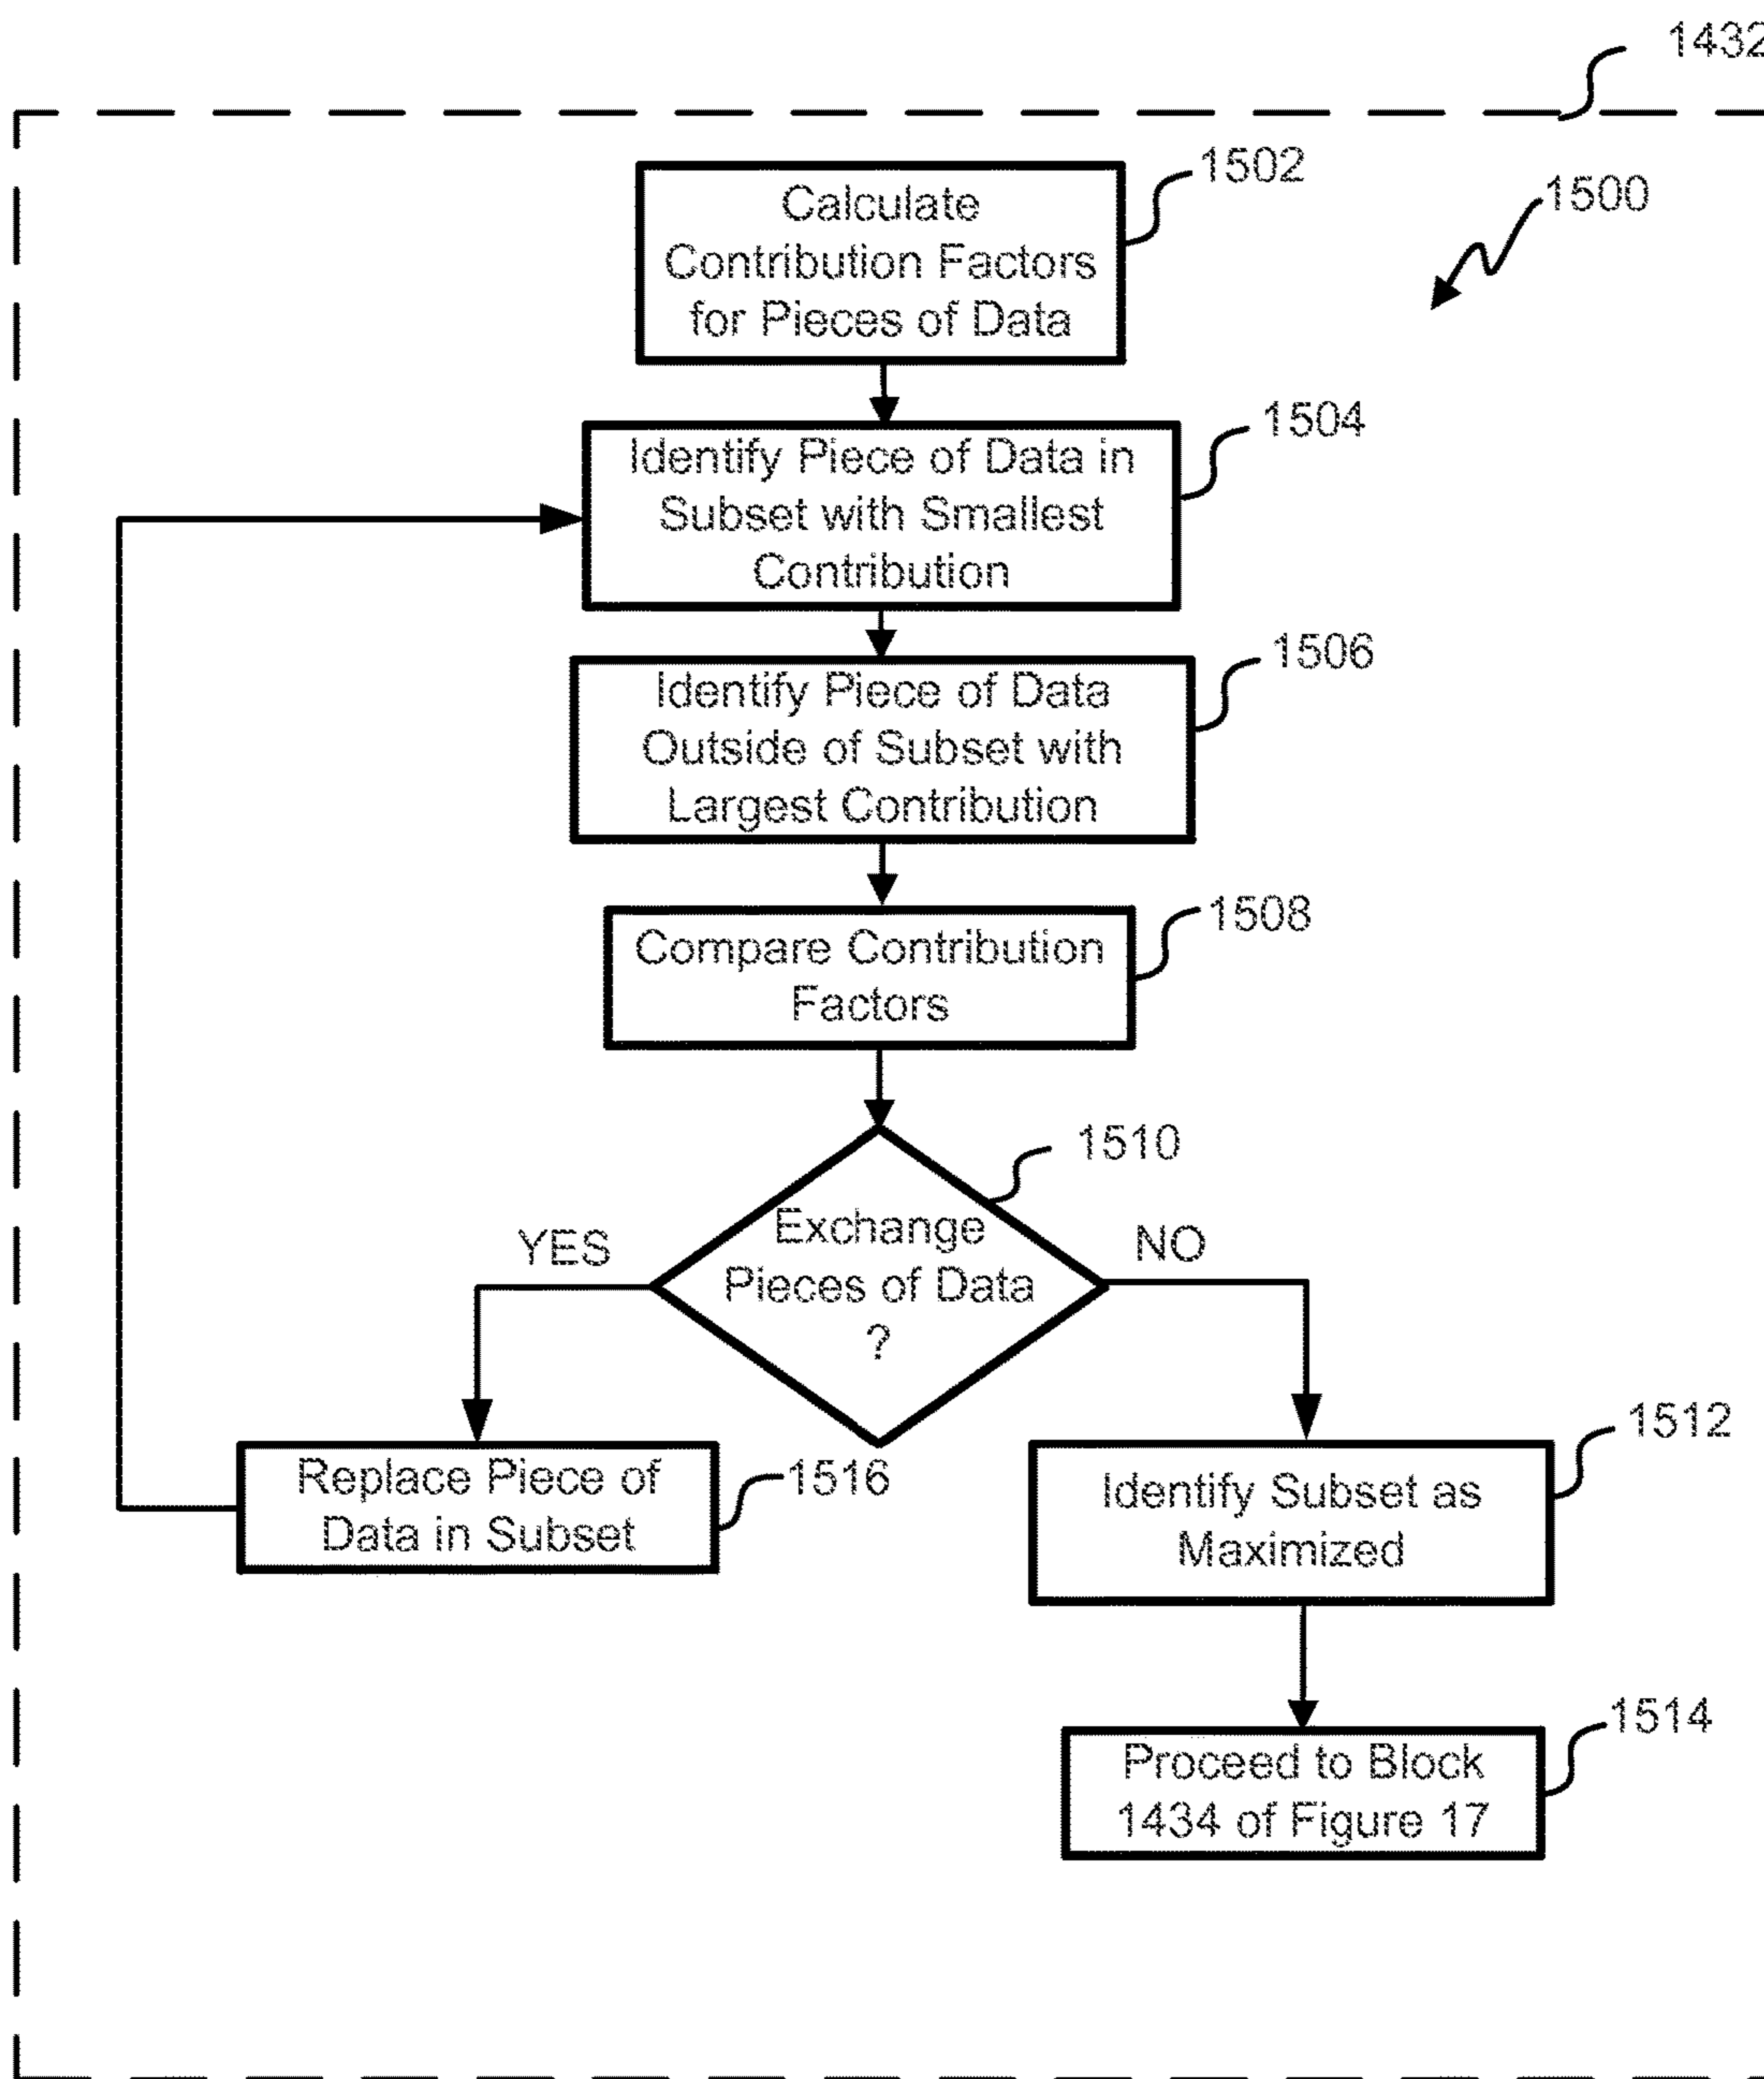 1432
1502
1500
Calculate
Contribution Factors
for Pieces of Data
1504
Identify Piece of Data in
Subset with Smallest
Contribution
1506
Identify Piece of Data
Outside of Subset with
Largest Contribution
1508
Compare Contribution
Factors
1510
Exchange
Pieces of Data
?
YES
NO
1516
Replace Piece of
Data in Subset
1512
Identify Subset as
Maximized
1514
Proceed to Block
1434 of Figure 17